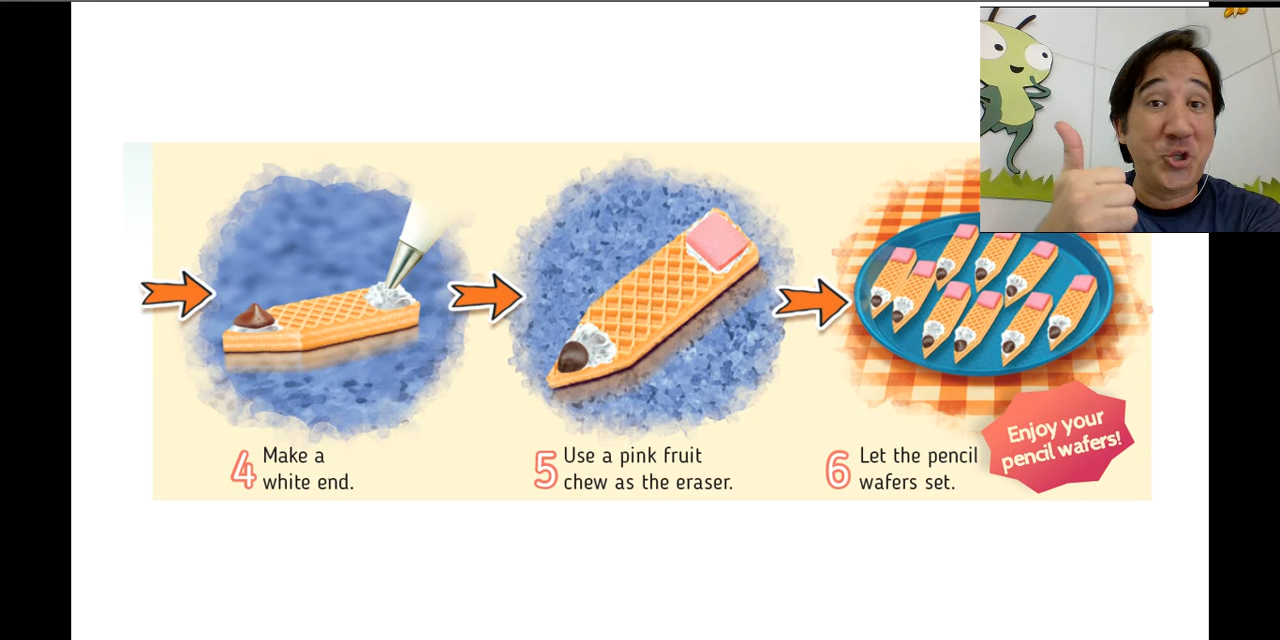 4 Make a
white end.
5 Use a pink fruit
chew as the eraser.
6 Let the pencil
wafers set.
Enjoy your
pencil wafers!